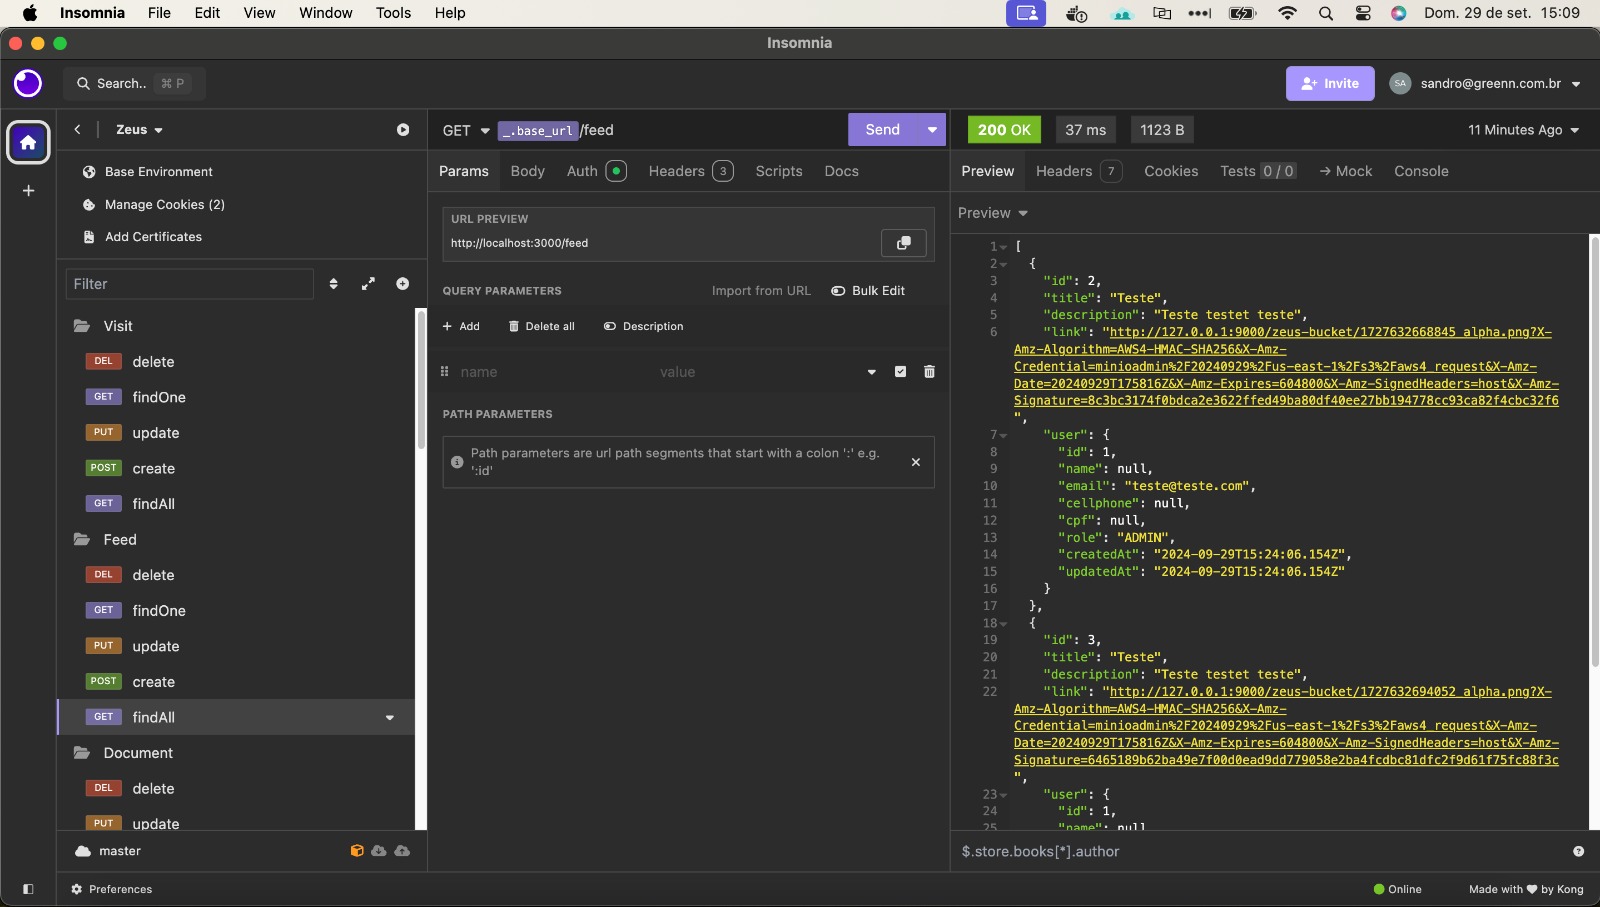 Insomnia File Edit View Window Tools Help
Dom. 29 de set. 15:09
Insomnia
Search.. ⌘ P
Invite
SA sandro@greenn.com.br
Zeus
Base Environment
Manage Cookies (2)
Add Certificates
Filter
Visit
DEL delete
GET findOne
PUT update
POST create
GET findAll
Feed
DEL delete
GET findOne
PUT update
POST create
GET findAll
Document
DEL delete
PUT update
master
Preferences
GET _.base_url/feed
Send
Params Body Auth Headers 3 Scripts Docs
URL PREVIEW
http://localhost:3000/feed
QUERY PARAMETERS Import from URL Bulk Edit
+ Add Delete all Description
name value
PATH PARAMETERS
Path parameters are url path segments that start with a colon ':' e.g.
':id'
200 OK 37 ms 1123 B 11 Minutes Ago
Preview Headers 7 Cookies Tests 0 / 0 → Mock Console
Preview
1 [
2 {
3 "id": 2,
4 "title": "Teste",
5 "description": "Teste testet teste",
6 "link": "http://127.0.0.1:9000/zeus-bucket/1727632668845_alpha.png?X-
Amz-Algorithm=AWS4-HMAC-SHA256&X-Amz-
Credential=minioadmin%2F20240929%2Fus-east-1%2Fs3%2Faws4_request&X-Amz-
Date=20240929T175816Z&X-Amz-Expires=604800&X-Amz-SignedHeaders=host&X-Amz-
Signature=8c3bc3174f0bdca2e3622ffed49ba80df40ee27bb194778cc93ca82f4cbc32f6
",
7 "user": {
8 "id": 1,
9 "name": null,
10 "email": "teste@teste.com",
11 "cellphone": null,
12 "cpf": null,
13 "role": "ADMIN",
14 "createdAt": "2024-09-29T15:24:06.154Z",
15 "updatedAt": "2024-09-29T15:24:06.154Z"
16 }
17 },
18 {
19 "id": 3,
20 "title": "Teste",
21 "description": "Teste testet teste",
22 "link": "http://127.0.0.1:9000/zeus-bucket/1727632694052_alpha.png?X-
Amz-Algorithm=AWS4-HMAC-SHA256&X-Amz-
Credential=minioadmin%2F20240929%2Fus-east-1%2Fs3%2Faws4_request&X-Amz-
Date=20240929T175816Z&X-Amz-Expires=604800&X-Amz-SignedHeaders=host&X-Amz-
Signature=6465189b62ba49e7f00d0ead9dd779058e2ba4fcdbc81dfc2f9d61f75fc88f3c
",
23 "user": {
24 "id": 1,
25 "name": null
$.store.books[*].author
Online Made with ❤ by Kong